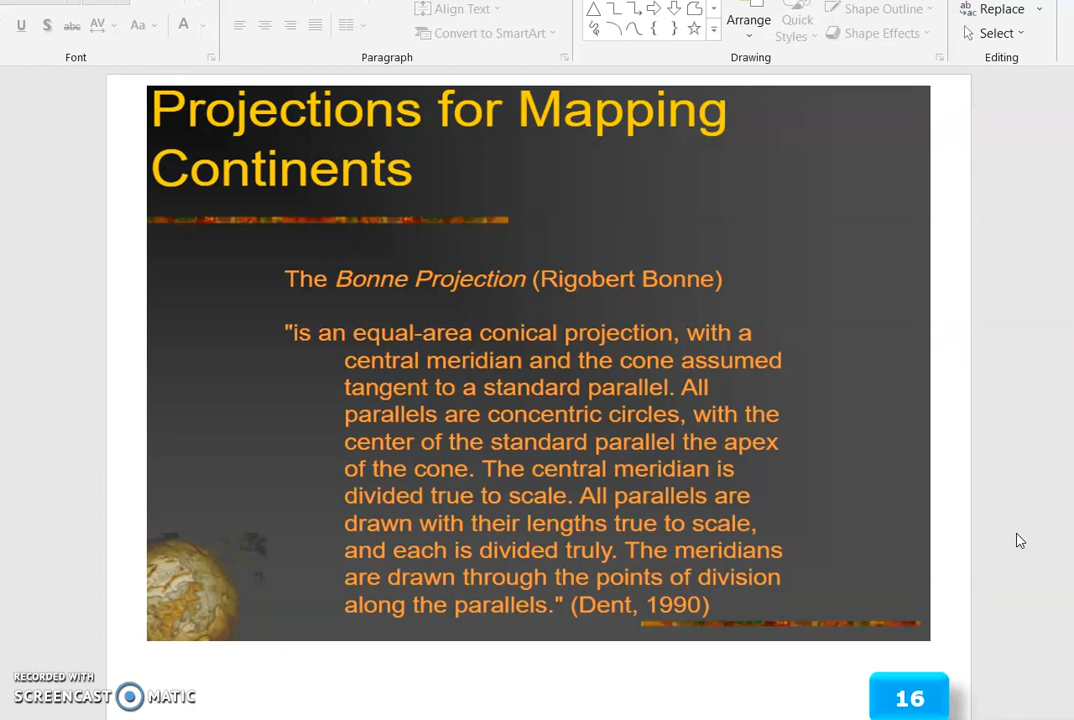 Align Text
Replace
U S abc AV Aa A
Arrange
Quick
Styles
Shape Outline
Convert to SmartArt
Shape Effects
Select
Font
Paragraph
Drawing
Editing
Projections for Mapping
Continents
The Bonne Projection (Rigobert Bonne)
"is an equal-area conical projection, with a
central meridian and the cone assumed
tangent to a standard parallel. All
parallels are concentric circles, with the
center of the standard parallel the apex
of the cone. The central meridian is
divided true to scale. All parallels are
drawn with their lengths true to scale,
and each is divided truly. The meridians
are drawn through the points of division
along the parallels." (Dent, 1990)
RECORDED WITH
SCREENCAST MATIC
16